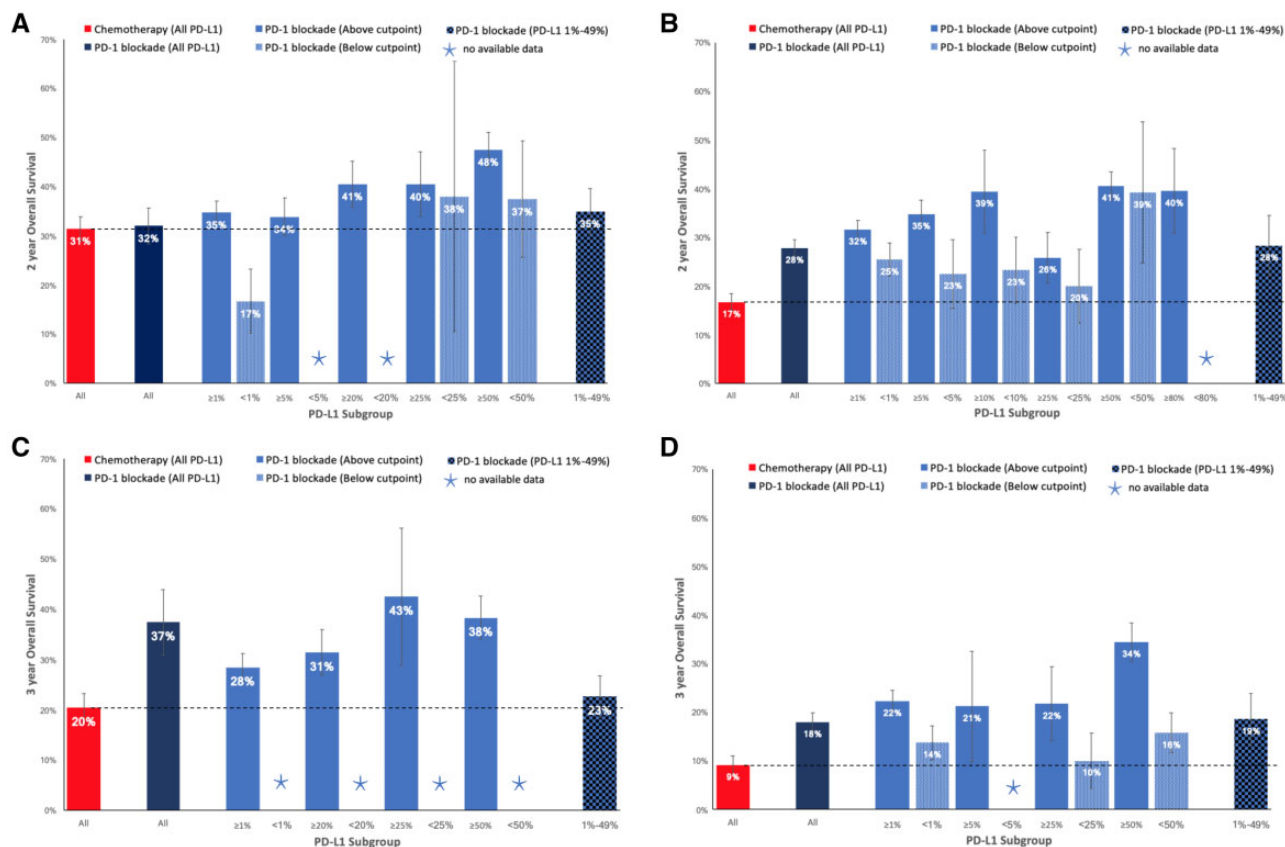 A
Chemotherapy (All PD-L1) PD-1 blockade (Above cutpoint) PD-1 blockade (PD-L1 1%-49%)
PD-1 blockade (All PD-L1) PD-1 blockade (Below cutpoint) no available data
2 year Overall Survival
70%
60%
50%
40%
30%
20%
10%
0%
31% 32% 35% 17% 34% 41% 40% 38% 48% 37% 35%
All All ≥1% <1% ≥5% <5% ≥20% <20% ≥25% <25% ≥50% <50% 1%-49%
PD-L1 Subgroup
B
Chemotherapy (All PD-L1) PD-1 blockade (Above cutpoint) PD-1 blockade (PD-L1 1%-49%)
PD-1 blockade (All PD-L1) PD-1 blockade (Below cutpoint) no available data
2 year Overall Survival
70%
60%
50%
40%
30%
20%
10%
0%
17% 28% 32% 25% 35% 23% 39% 23% 26% 20% 41% 39% 40% 28%
All All ≥1% <1% ≥5% <5% ≥10% <10% ≥25% <25% ≥50% <50% ≥80% <80% 1%-49%
PD-L1 Subgroup
C
Chemotherapy (All PD-L1) PD-1 blockade (Above cutpoint) PD-1 blockade (PD-L1 1%-49%)
PD-1 blockade (All PD-L1) PD-1 blockade (Below cutpoint) no available data
3 year Overall Survival
70%
60%
50%
40%
30%
20%
10%
0%
20% 37% 28% 31% 43% 38% 23%
All All ≥1% <1% ≥20% <20% ≥25% <25% ≥50% <50% 1%-49%
PD-L1 Subgroup
D
Chemotherapy (All PD-L1) PD-1 blockade (Above cutpoint) PD-1 blockade (PD-L1 1%-49%)
PD-1 blockade (All PD-L1) PD-1 blockade (Below cutpoint) no available data
3 year Overall Survival
70%
60%
50%
40%
30%
20%
10%
0%
9% 18% 22% 14% 21% 22% 10% 34% 16% 19%
All All ≥1% <1% ≥5% <5% ≥25% <25% ≥50% <50% 1%-49%
PD-L1 Subgroup